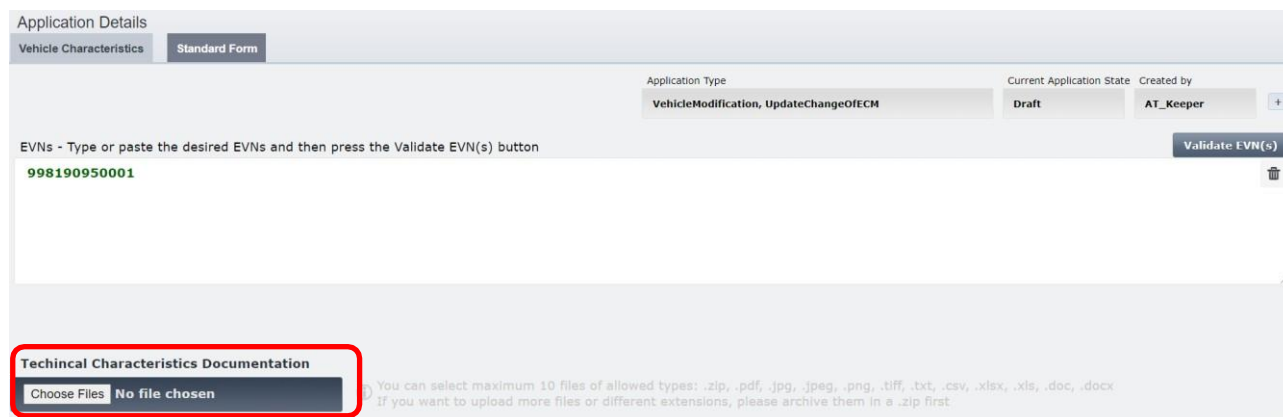 Application Details
Vehicle Characteristics Standard Form
Application Type Current Application State Created by
VehicleModification, UpdateChangeOfECM Draft AT_Keeper +
EVNs - Type or paste the desired EVNs and then press the Validate EVN(s) button Validate EVN(s)
998190950001
Techincal Characteristics Documentation
Choose Files No file chosen
You can select maximum 10 files of allowed types: .zip, .pdf, .jpg, .jpeg, .png, .tiff, .txt, .csv, .xlsx, .xls, .doc, .docx
If you want to upload more files or different extensions, please archive them in a .zip first